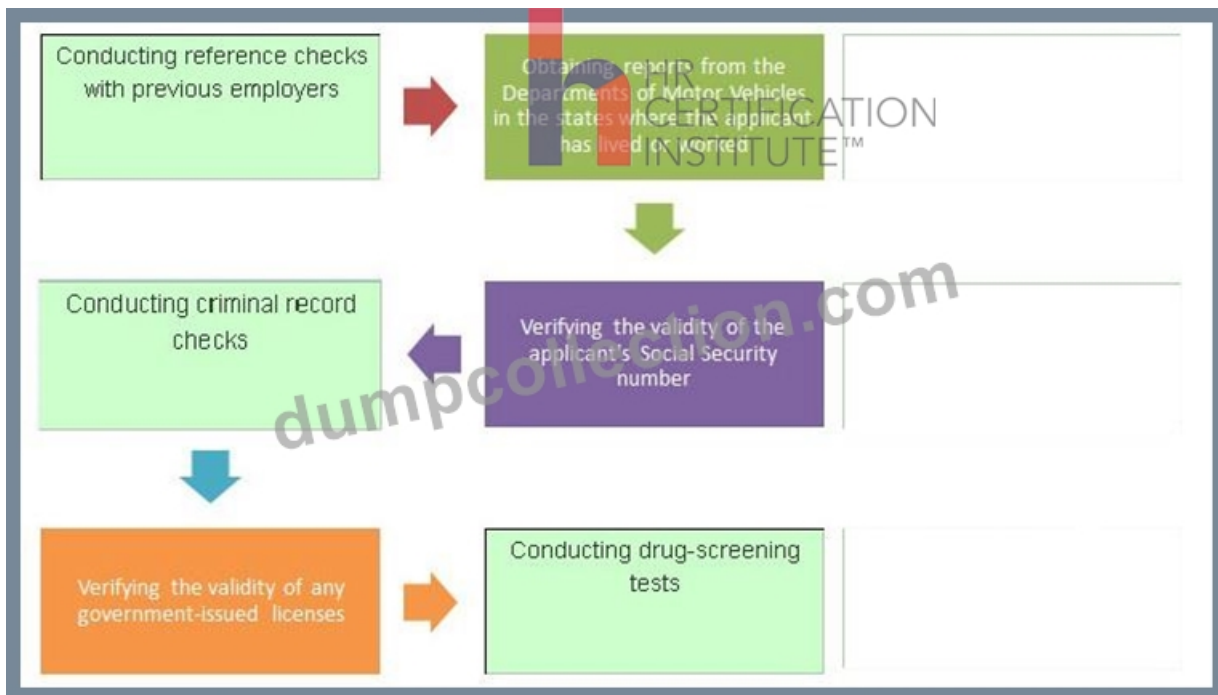 Conducting reference checks
with previous employers
Obtaining reports from the
Departments of Motor Vehicles
in the states where the applicant
has lived or worked
HR
CERTIFICATION
INSTITUTE™
Conducting criminal record
checks
Verifying the validity of the
applicant's Social Security
number
dumpcollection.com
Verifying the validity of any
government-issued licenses
Conducting drug-screening
tests